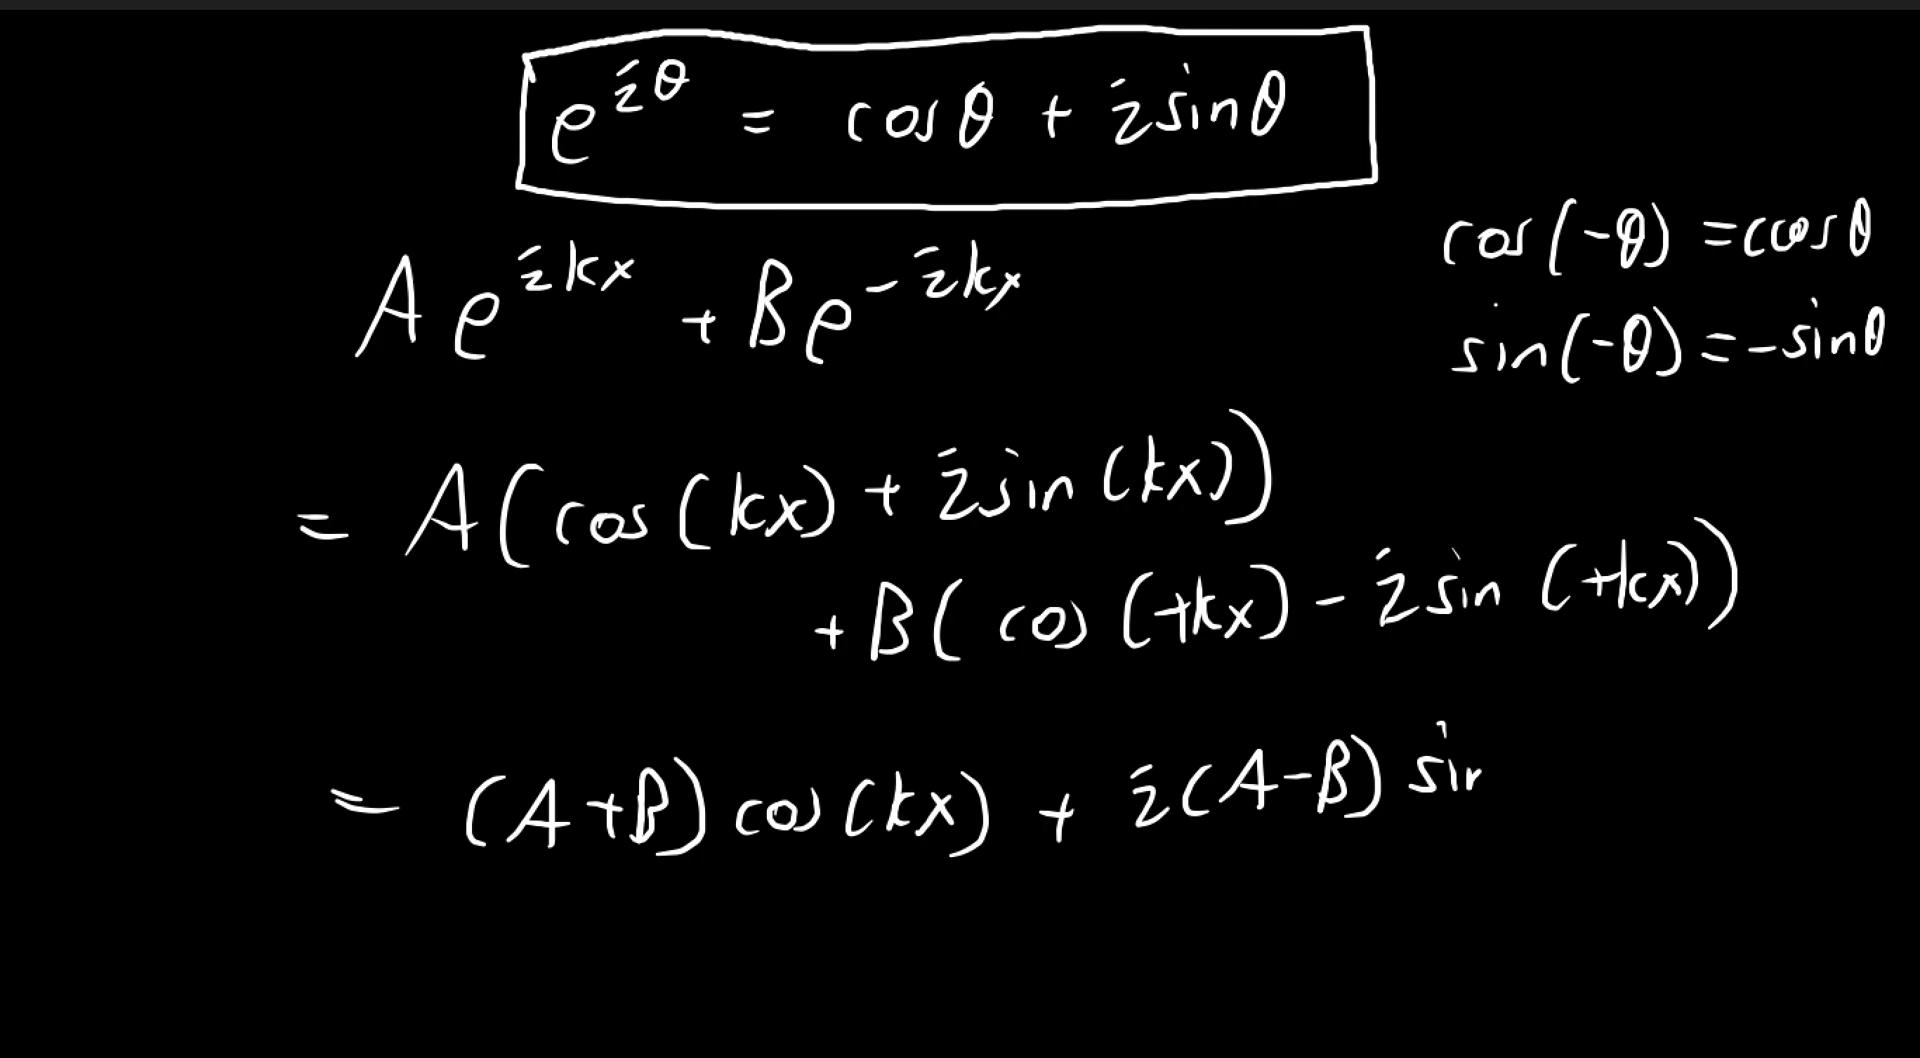 e^{iθ} = cosθ + i sinθ
Ae^{ikx} + Be^{-ikx}
cos(-θ) = cosθ
sin(-θ) = -sinθ
= A(cos(kx) + i sin(kx))
+ B(cos(+kx) - i sin(+kx))
= (A+B)cos(kx) + i(A-B) sin